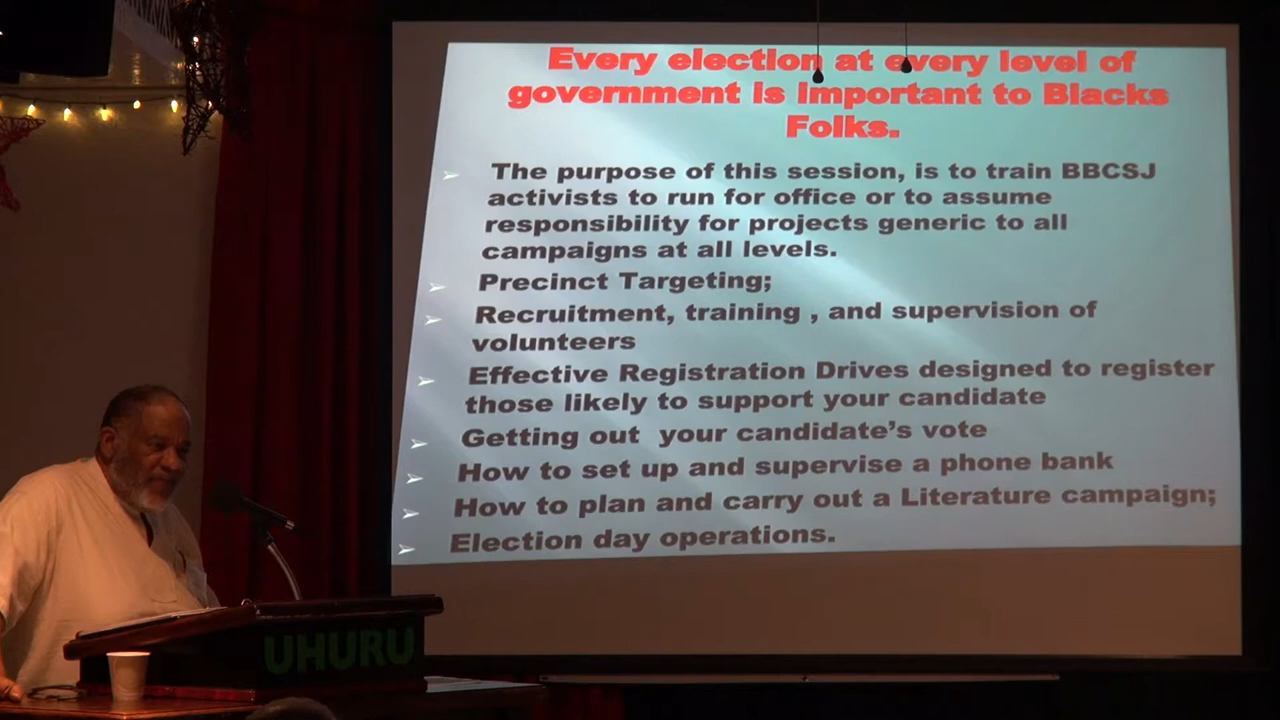 Every election at every level of
government is important to Blacks
Folks.
The purpose of this session, is to train BBCSJ
activists to run for office or to assume
responsibility for projects generic to all
campaigns at all levels.
Precinct Targeting;
Recruitment, training , and supervision of
volunteers
Effective Registration Drives designed to register
those likely to support your candidate
Getting out your candidate’s vote
How to set up and supervise a phone bank
How to plan and carry out a Literature campaign;
Election day operations.
UHURU